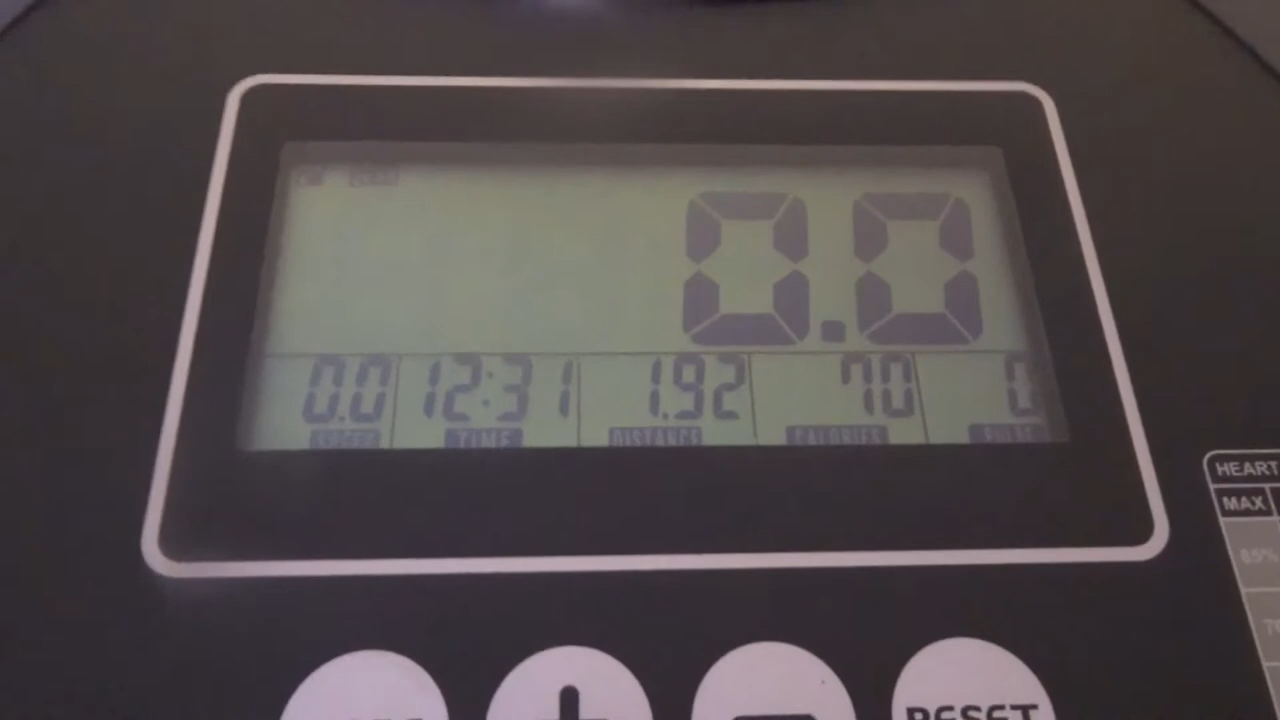 0.0
0.0 12:31 1.92 70 0
SPEED TIME DISTANCE CALORIES PULSE
HEART
MAX
85%
RESET